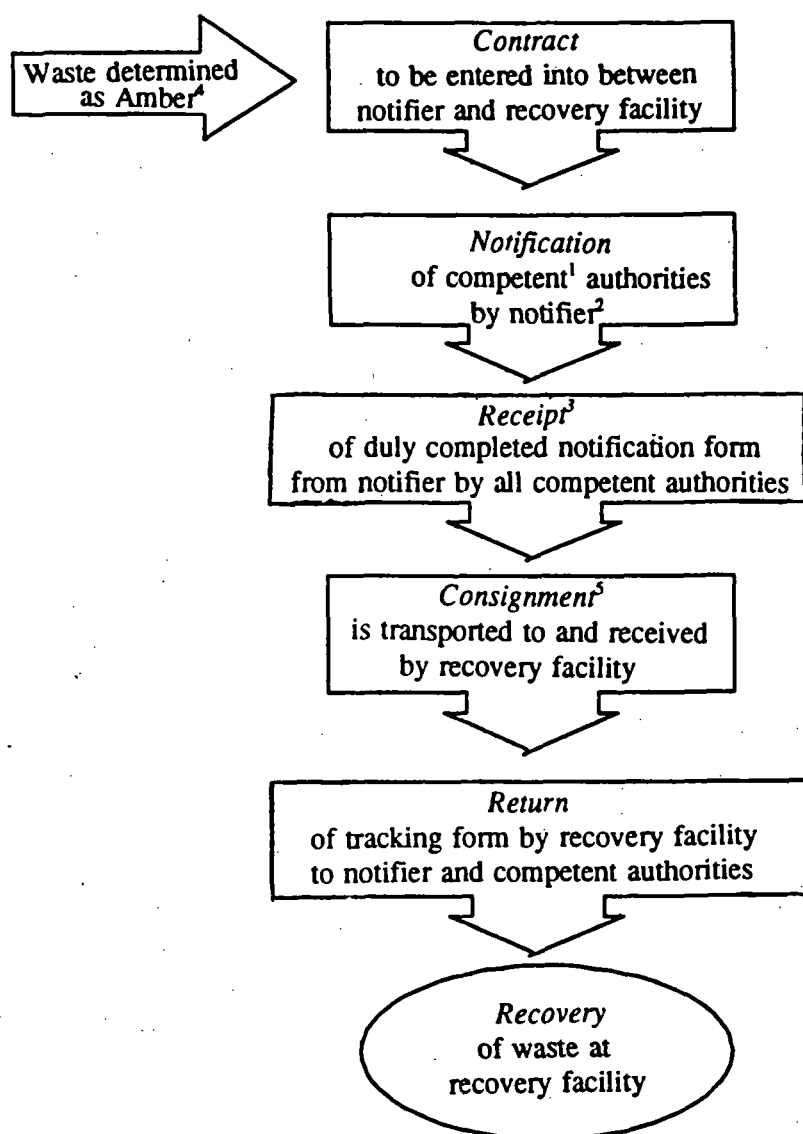 Waste determined
as Amber⁴
Contract
to be entered into between
notifier and recovery facility
Notification
of competent¹ authorities
by notifier²
Receipt³
of duly completed notification form
from notifier by all competent authorities
Consignment⁵
is transported to and received
by recovery facility
Return
of tracking form by recovery facility
to notifier and competent authorities
Recovery
of waste at
recovery facility